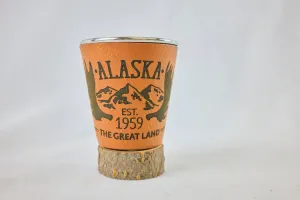 ALASKA
EST.
1959
THE GREAT LAND